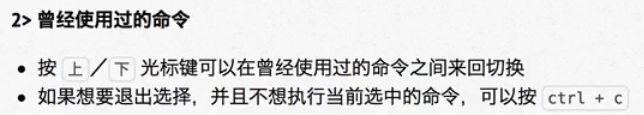 2> 曾经使用过的命令
• 按 上／下 光标键可以在曾经使用过的命令之间来回切换
• 如果想要退出选择，并且不想执行当前选中的命令，可以按 ctrl + c